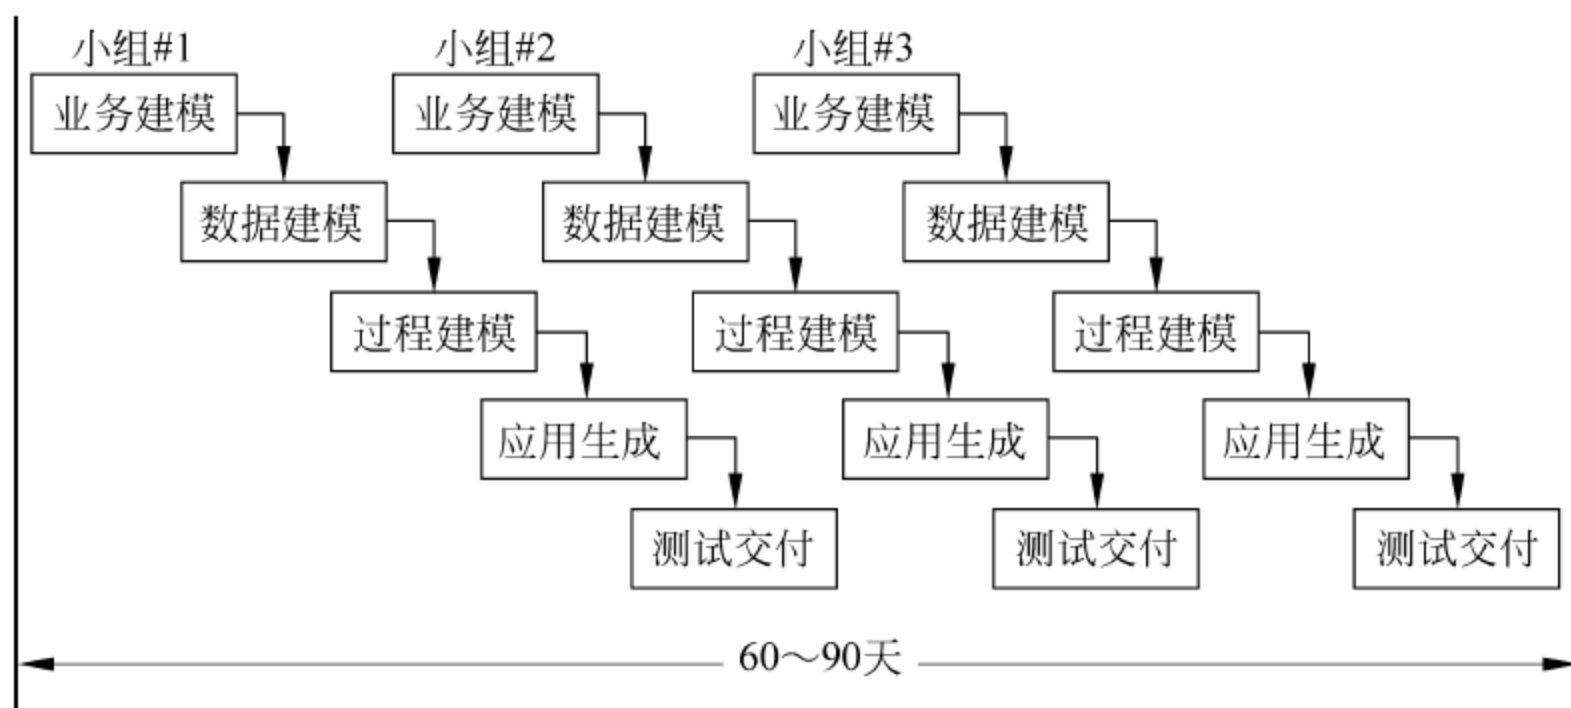 小组#1
小组#2
小组#3
业务建模
业务建模
业务建模
数据建模
数据建模
数据建模
过程建模
过程建模
过程建模
应用生成
应用生成
应用生成
测试交付
测试交付
测试交付
60～90天